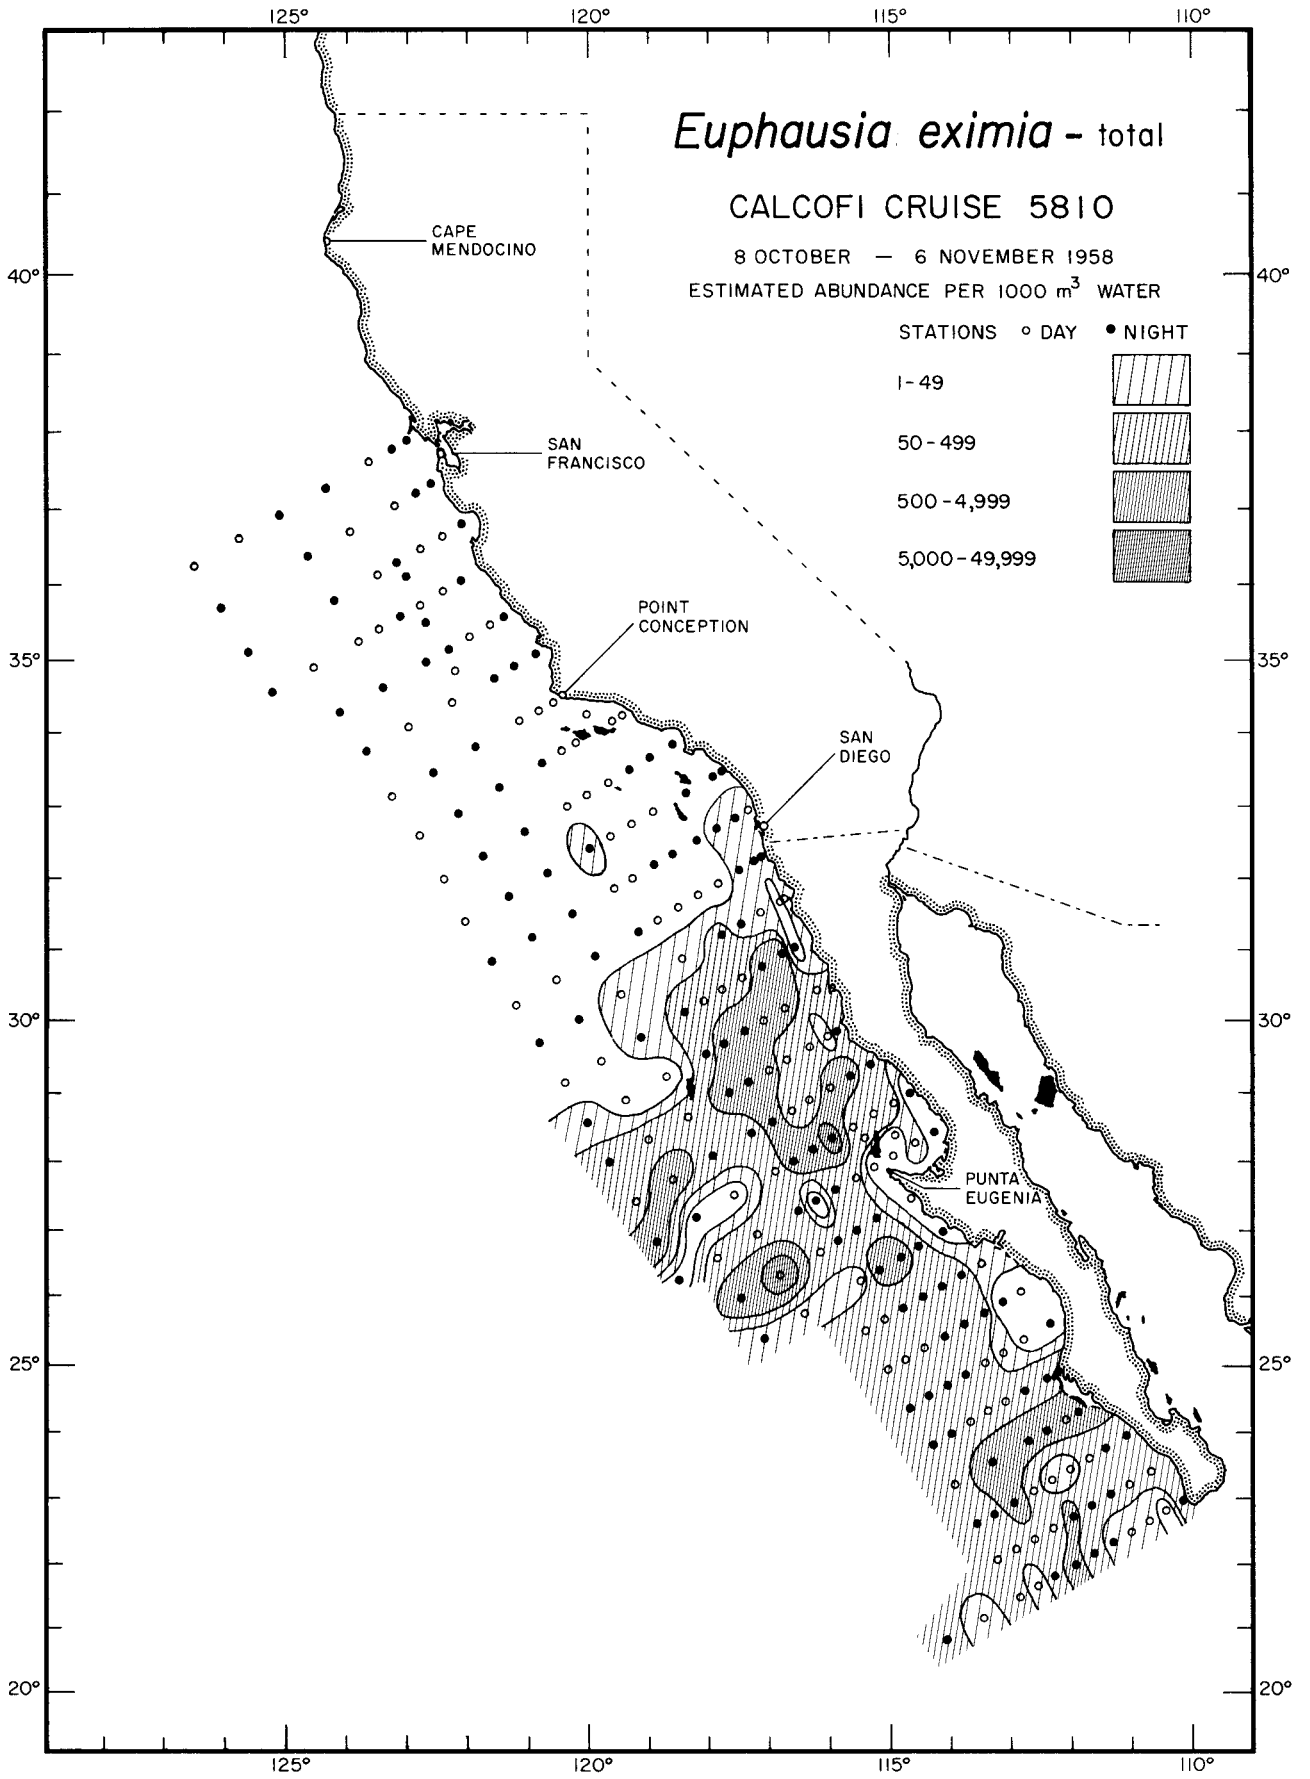 125° 120° 115° 110°
Euphausia eximia - total
CALCOFI CRUISE 5810
8 OCTOBER — 6 NOVEMBER 1958
ESTIMATED ABUNDANCE PER 1000 m³ WATER
STATIONS ○ DAY ● NIGHT
1-49
50-499
500-4,999
5,000-49,999
CAPE
MENDOCINO
40° 40°
SAN
FRANCISCO
POINT
CONCEPTION
35° 35°
SAN
DIEGO
30° 30°
PUNTA
EUGENIA
25° 25°
20° 20°
125° 120° 115° 110°